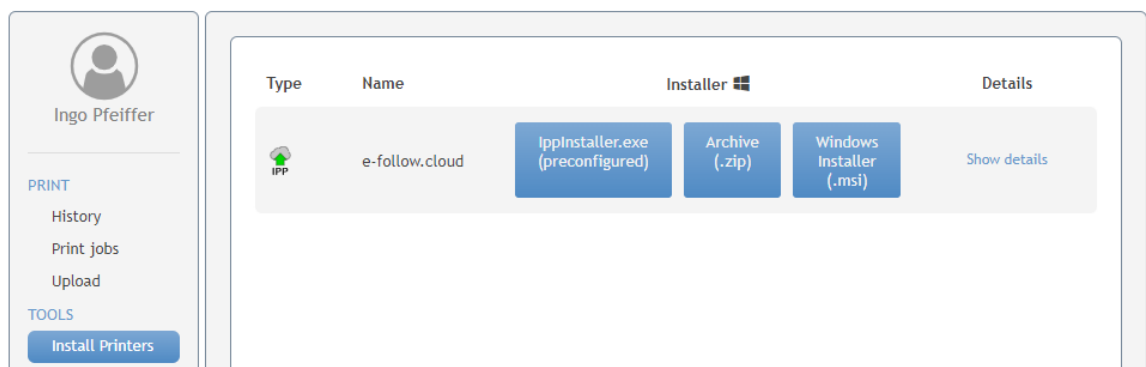 Ingo Pfeiffer
PRINT
History
Print jobs
Upload
TOOLS
Install Printers
Type Name Installer Details
IPP
e-follow.cloud
IppInstaller.exe
(preconfigured)
Archive
(.zip)
Windows
Installer
(.msi)
Show details